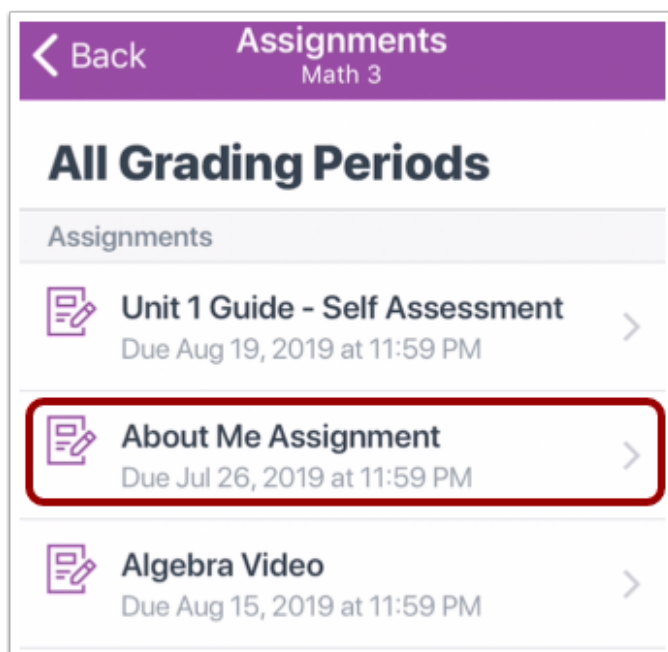 Back
Assignments
Math 3
All Grading Periods
Assignments
Unit 1 Guide - Self Assessment
Due Aug 19, 2019 at 11:59 PM
About Me Assignment
Due Jul 26, 2019 at 11:59 PM
Algebra Video
Due Aug 15, 2019 at 11:59 PM